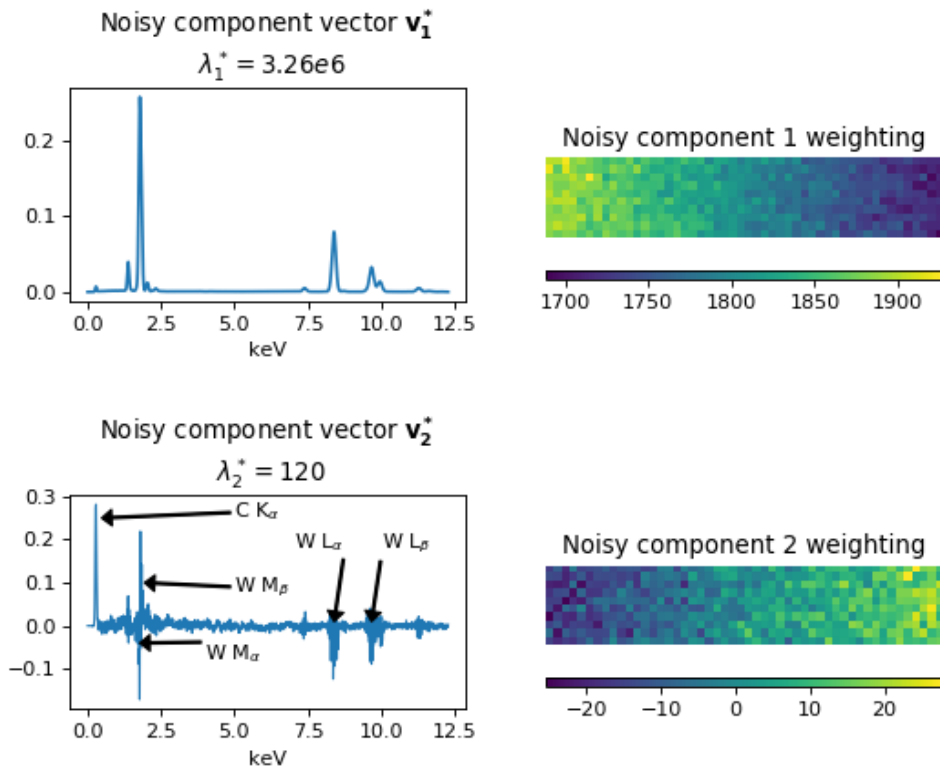 Noisy component vector v₁*
λ₁* = 3.26e6
0.2
0.1
0.0
0.0 2.5 5.0 7.5 10.0 12.5
keV
Noisy component 1 weighting
1700 1750 1800 1850 1900
Noisy component vector v₂*
λ₂* = 120
0.3
0.2
0.1
0.0
−0.1
C Kα
W Lα W Lβ
W Mβ
W Mα
0.0 2.5 5.0 7.5 10.0 12.5
keV
Noisy component 2 weighting
−20 −10 0 10 20